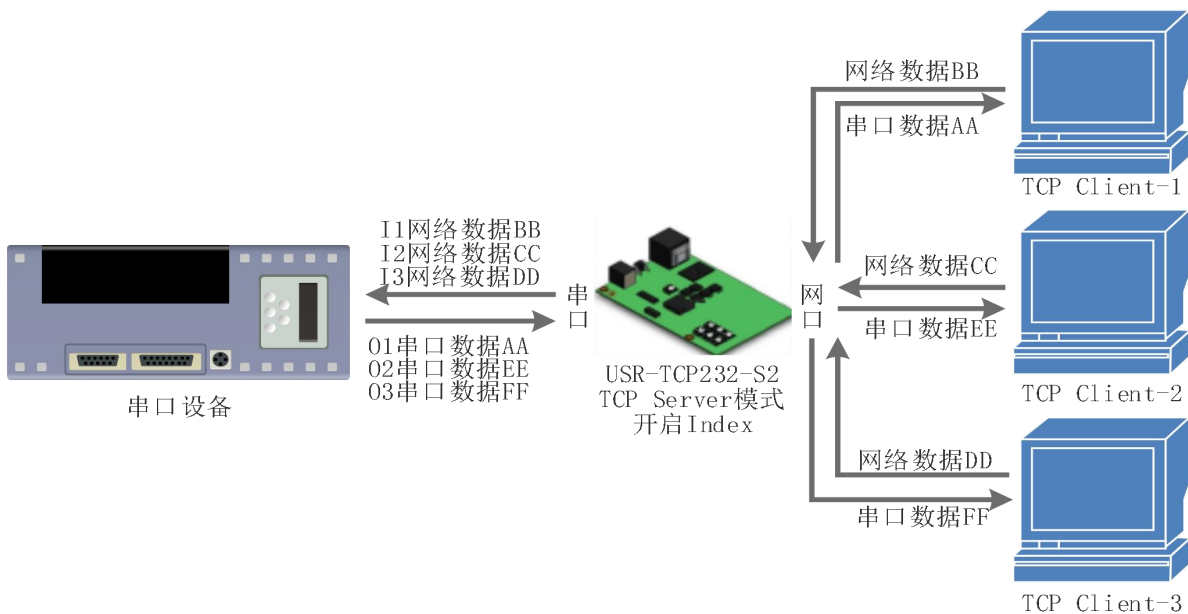 网络数据BB
串口数据AA
TCP Client-1
I1网络数据BB
I2网络数据CC
I3网络数据DD
串口
网口
网络数据CC
串口数据EE
O1串口数据AA
O2串口数据EE
O3串口数据FF
串口设备
USR-TCP232-S2
TCP Server模式
开启Index
TCP Client-2
网络数据DD
串口数据FF
TCP Client-3